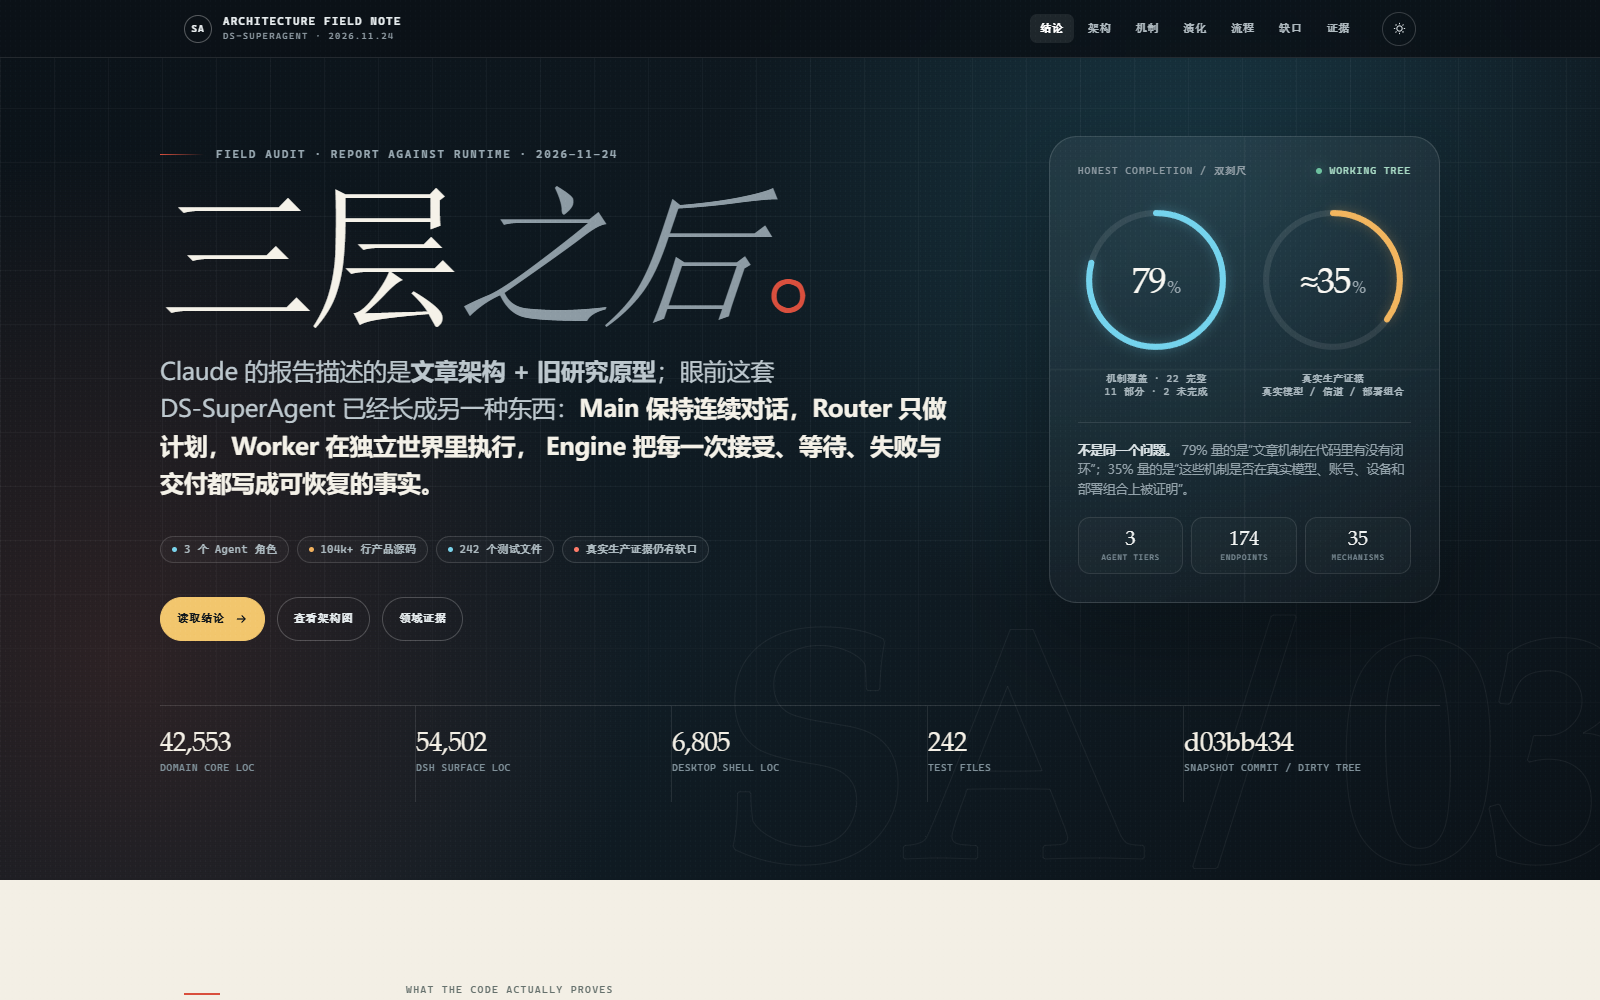 SA
ARCHITECTURE FIELD NOTE
DS-SUPERAGENT · 2026.11.24
结论 架构 机制 演化 流程 缺口 证据
FIELD AUDIT · REPORT AGAINST RUNTIME · 2026-11-24
三层之后。
Claude 的报告描述的是文章架构 + 旧研究原型；眼前这套
DS-SuperAgent 已经长成另一种东西：Main 保持连续对话，Router 只做
计划，Worker 在独立世界里执行， Engine 把每一次接受、等待、失败与
交付都写成可恢复的事实。
3 个 Agent 角色
104k+ 行产品源码
242 个测试文件
真实生产证据仍有缺口
读取结论 →
查看架构图
领域证据
HONEST COMPLETION / 双刻尺
WORKING TREE
79%
≈35%
机制覆盖 · 22 完整
11 部分 · 2 未完成
真实生产证据
真实模型 / 信道 / 部署组合
不是同一个问题。 79% 量的是“文章机制在代码里有没有闭
环”；35% 量的是“这些机制是否在真实模型、账号、设备和
部署组合上被证明”。
3
AGENT TIERS
174
ENDPOINTS
35
MECHANISMS
SA / 03
42,553
DOMAIN CORE LOC
54,502
DSH SURFACE LOC
6,805
DESKTOP SHELL LOC
242
TEST FILES
d03bb434
SNAPSHOT COMMIT / DIRTY TREE
WHAT THE CODE ACTUALLY PROVES